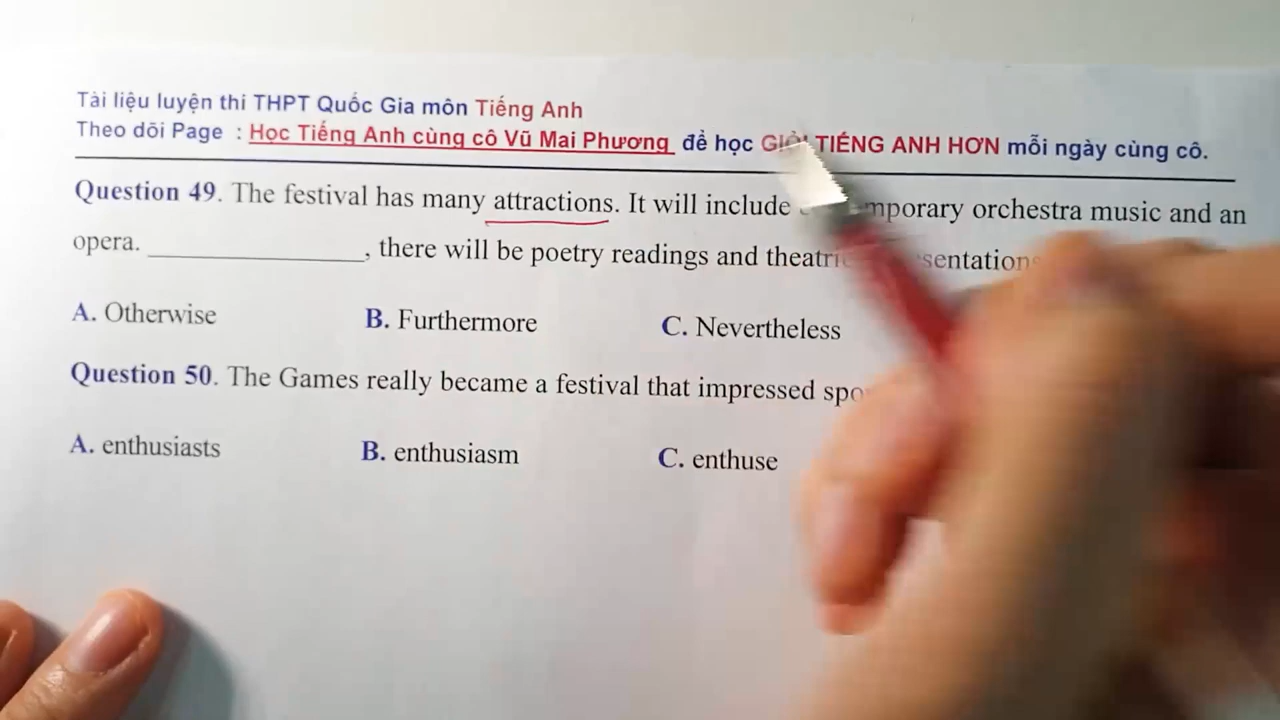 Tài liệu luyện thi THPT Quốc Gia môn Tiếng Anh
Theo dõi Page : Học Tiếng Anh cùng cô Vũ Mai Phương để học GIỎI TIẾNG ANH HƠN mỗi ngày cùng cô.
Question 49. The festival has many attractions. It will include orchestra music and an
opera. ________________, there will be poetry readings and
A. Otherwise B. Furthermore C. Nevertheless
Question 50. The Games really became a festival that impressed
A. enthusiasts B. enthusiasm C. enthuse